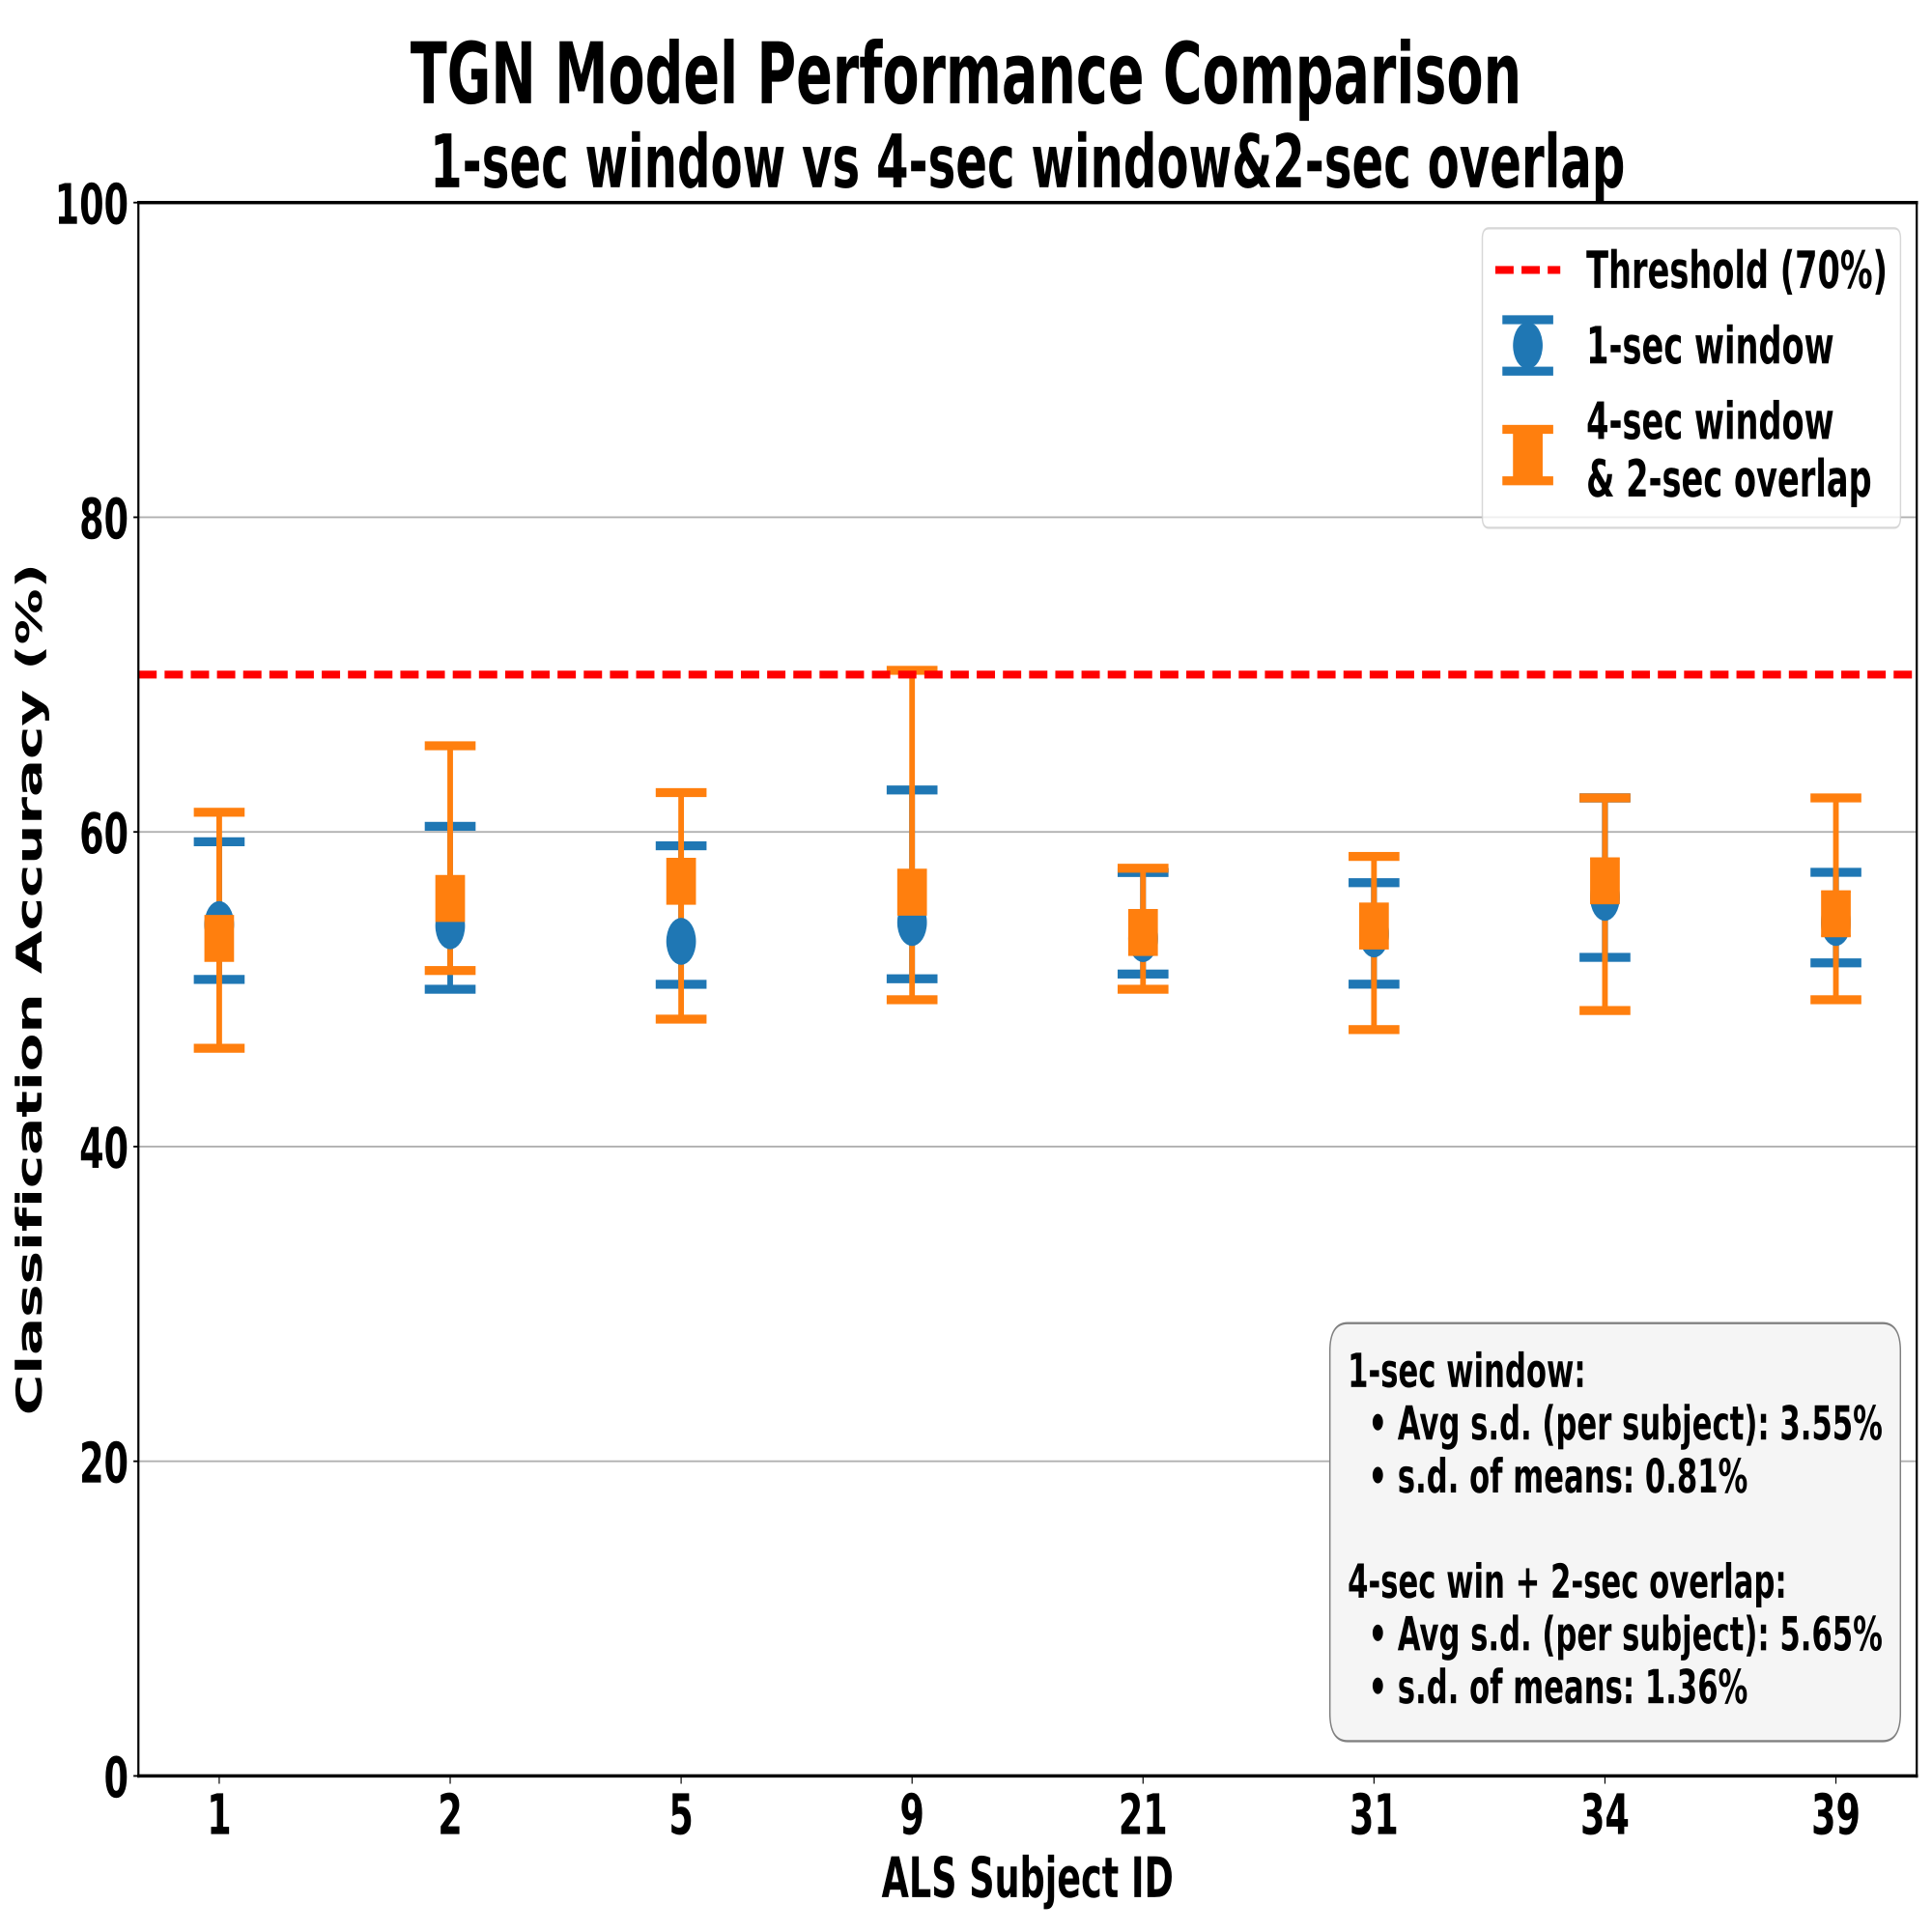 TGN Model Performance Comparison
1-sec window vs 4-sec window&2-sec overlap
Classification Accuracy (%)
100
80
60
40
20
0
Threshold (70%)
1-sec window
4-sec window
& 2-sec overlap
1-sec window:
• Avg s.d. (per subject): 3.55%
• s.d. of means: 0.81%
4-sec win + 2-sec overlap:
• Avg s.d. (per subject): 5.65%
• s.d. of means: 1.36%
1 2 5 9 21 31 34 39
ALS Subject ID